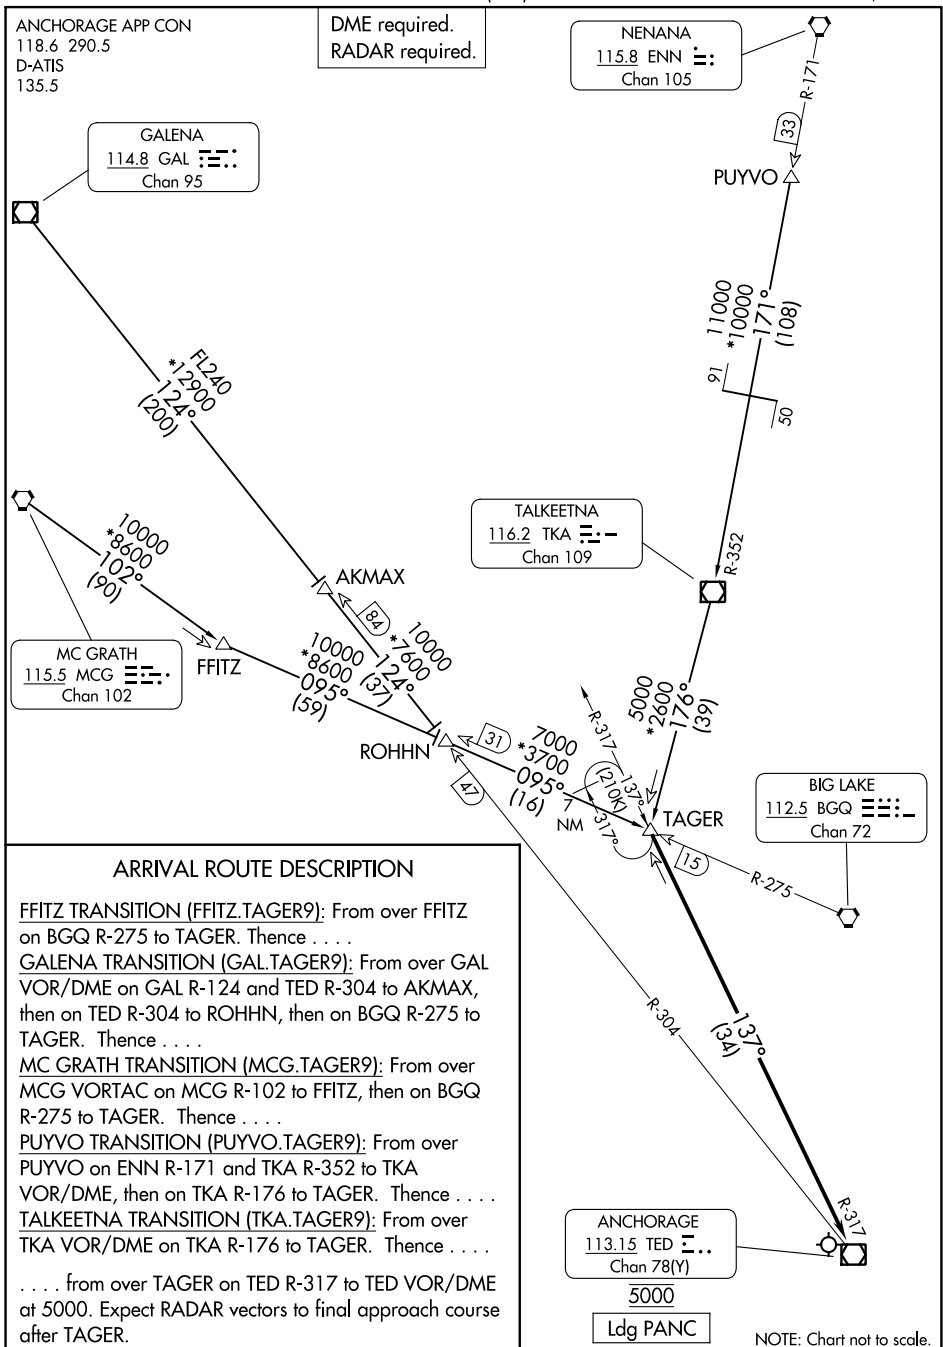 ANCHORAGE APP CON
118.6 290.5
D-ATIS
135.5
DME required.
RADAR required.
NENANA
115.8 ENN
Chan 105
R-171
33
PUYVO
GALENA
114.8 GAL
Chan 95
11000
*10000
171°
(108)
91
50
FL240
*12900
124°
(200)
TALKEETNA
116.2 TKA
Chan 109
R-352
10000
*8600
102°
(90)
AKMAX
84
MC GRATH
115.5 MCG
Chan 102
FFITZ
10000
*8600
095°
(59)
10000
*7600
124°
(37)
5000
*2600
176°
(39)
ROHHN
31
47
7000
*3700
095°
(16)
R-317
137°
(210K)
317°
7
NM
TAGER
15
R-275
BIG LAKE
112.5 BGQ
Chan 72
R-304
137°
(34)
R-317
ANCHORAGE
113.15 TED
Chan 78(Y)
5000
Ldg PANC
NOTE: Chart not to scale.
ARRIVAL ROUTE DESCRIPTION
FFITZ TRANSITION (FFITZ.TAGER9): From over FFITZ
on BGQ R-275 to TAGER. Thence . . . .
GALENA TRANSITION (GAL.TAGER9): From over GAL
VOR/DME on GAL R-124 and TED R-304 to AKMAX,
then on TED R-304 to ROHHN, then on BGQ R-275 to
TAGER. Thence . . . .
MC GRATH TRANSITION (MCG.TAGER9): From over
MCG VORTAC on MCG R-102 to FFITZ, then on BGQ
R-275 to TAGER. Thence . . . .
PUYVO TRANSITION (PUYVO.TAGER9): From over
PUYVO on ENN R-171 and TKA R-352 to TKA
VOR/DME, then on TKA R-176 to TAGER. Thence . . . .
TALKEETNA TRANSITION (TKA.TAGER9): From over
TKA VOR/DME on TKA R-176 to TAGER. Thence . . . .
. . . . from over TAGER on TED R-317 to TED VOR/DME
at 5000. Expect RADAR vectors to final approach course
after TAGER.